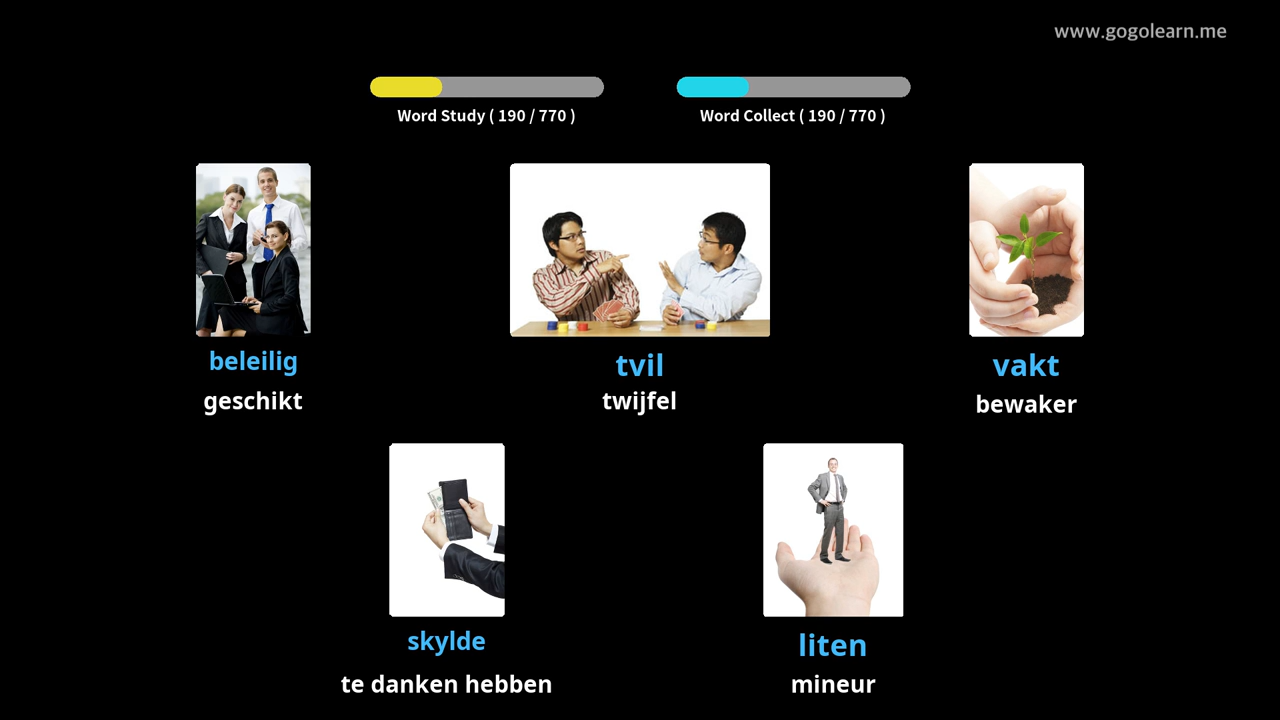 www.gogolearn.me
Word Study ( 190 / 770 )
Word Collect ( 190 / 770 )
beleilig
geschikt
tvil
twijfel
vakt
bewaker
skylde
te danken hebben
liten
mineur